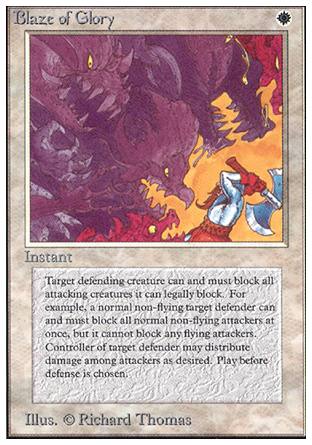 Blaze of Glory
Instant
Target defending creature can and must block all
attacking creatures it can legally block. For
example, a normal non-flying target defender can
and must block all normal non-flying attackers at
once, but it cannot block any flying attackers.
Controller of target defender may distribute
damage among attackers as desired. Play before
defense is chosen.
Illus. © Richard Thomas